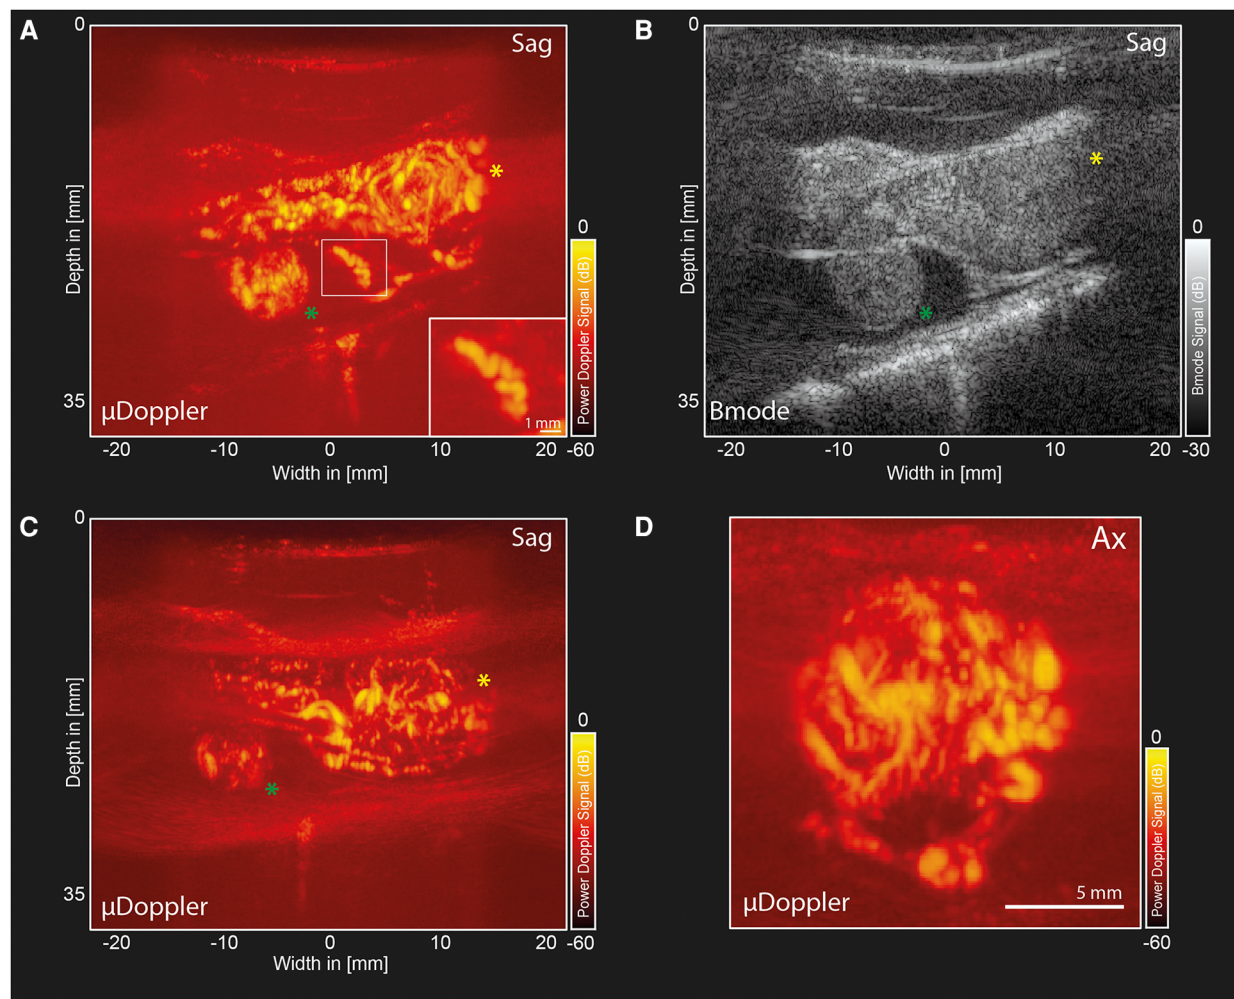 A
0
Sag
*
*
Depth in [mm]
35
µDoppler
1 mm
0
Power Doppler Signal (dB)
-60
-20
-10
0
10
20
Width in [mm]
B
0
Sag
*
*
Depth in [mm]
35
Bmode
0
Bmode Signal (dB)
-30
-20
-10
0
10
20
Width in [mm]
C
0
Sag
*
*
Depth in [mm]
35
µDoppler
0
Power Doppler Signal (dB)
-60
-20
-10
0
10
20
Width in [mm]
D
Ax
µDoppler
5 mm
0
Power Doppler Signal (dB)
-60